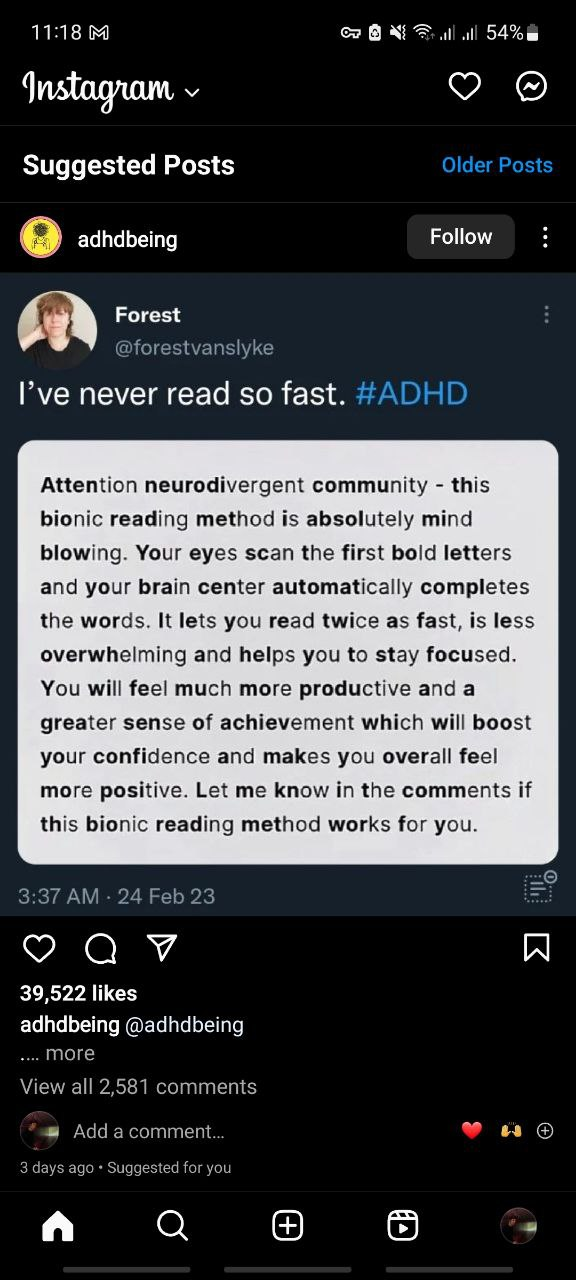 11:18
54%
Instagram
Suggested Posts
Older Posts
adhdbeing
Follow
Forest
@forestvanslyke
I've never read so fast. #ADHD
Attention neurodivergent community - this
bionic reading method is absolutely mind
blowing. Your eyes scan the first bold letters
and your brain center automatically completes
the words. It lets you read twice as fast, is less
overwhelming and helps you to stay focused.
You will feel much more productive and a
greater sense of achievement which will boost
your confidence and makes you overall feel
more positive. Let me know in the comments if
this bionic reading method works for you.
3:37 AM · 24 Feb 23
39,522 likes
adhdbeing @adhdbeing
.... more
View all 2,581 comments
Add a comment...
3 days ago • Suggested for you